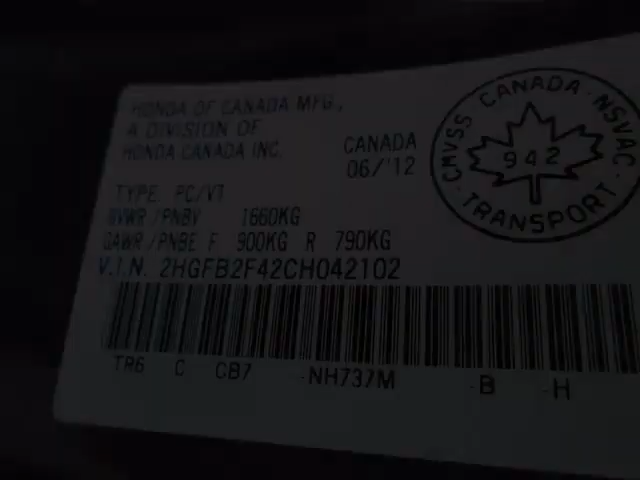 HONDA OF CANADA MFG.,
A DIVISION OF
HONDA CANADA INC.
CANADA
06/'12
CMVSS CANADA NSVAC
942
TRANSPORT
TYPE. PC/VT
GVWR/PNBV 1660KG
GAWR/PNBE F 900KG R 790KG
V.I.N. 2HGFB2F42CH042102
TR6 C CB7 -NH737M -B -H